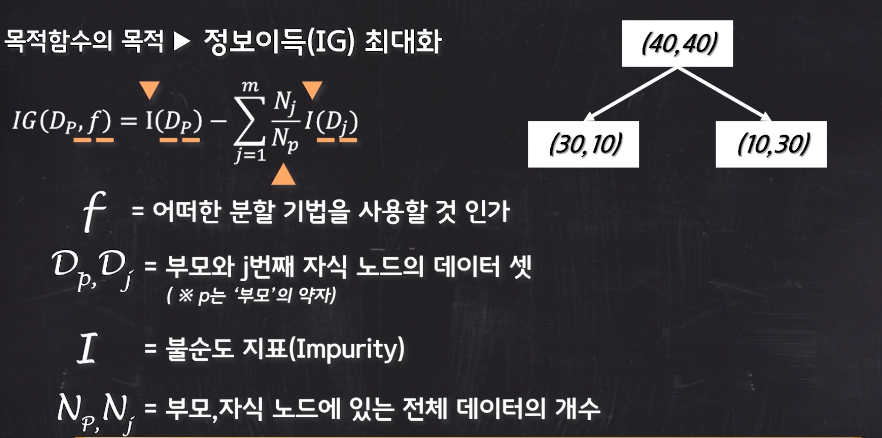 목적함수의 목적 ▶ 정보이득(IG) 최대화
(40,40)
IG(D_P, f) = I(D_P) − ∑_{j=1}^{m} N_j/N_p I(D_j)
(30,10)
(10,30)
f = 어떠한 분할 기법을 사용할 것 인가
D_p, D_j = 부모와 j번째 자식 노드의 데이터 셋
( ※ p는 ‘부모’의 약자)
I = 불순도 지표(Impurity)
N_P, N_j = 부모,자식 노드에 있는 전체 데이터의 개수